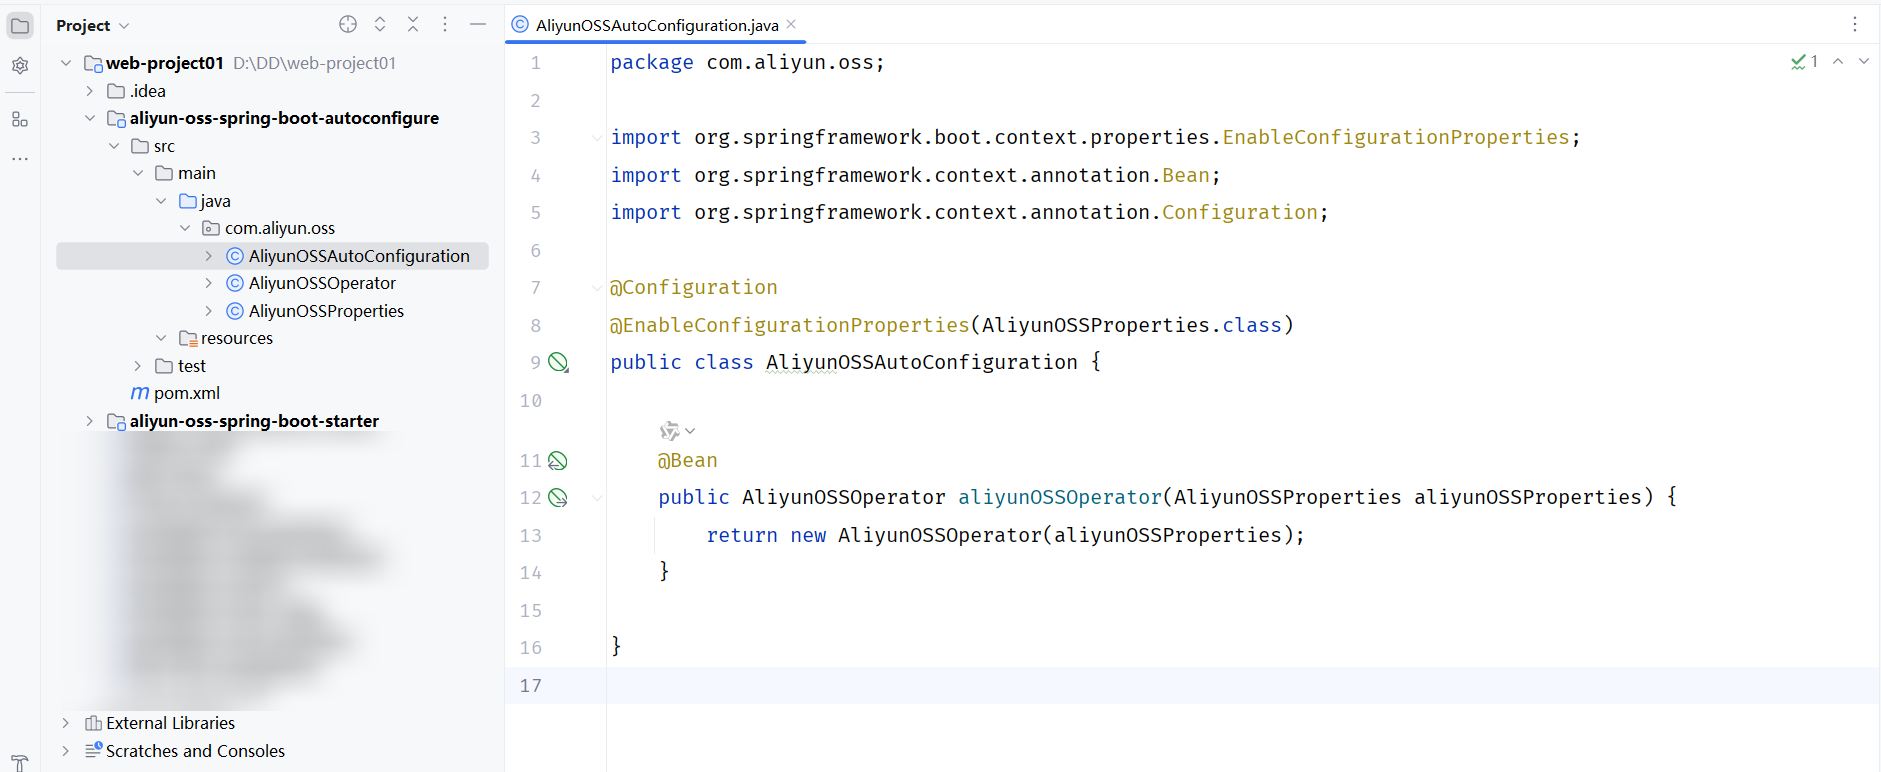 Project
web-project01 D:\DD\web-project01
.idea
aliyun-oss-spring-boot-autoconfigure
src
main
java
com.aliyun.oss
AliyunOSSAutoConfiguration
AliyunOSSOperator
AliyunOSSProperties
resources
test
m pom.xml
aliyun-oss-spring-boot-starter
External Libraries
Scratches and Consoles
AliyunOSSAutoConfiguration.java
1
1 package com.aliyun.oss;
2
3 import org.springframework.boot.context.properties.EnableConfigurationProperties;
4 import org.springframework.context.annotation.Bean;
5 import org.springframework.context.annotation.Configuration;
6
7 @Configuration
8 @EnableConfigurationProperties(AliyunOSSProperties.class)
9 public class AliyunOSSAutoConfiguration {
10
11 @Bean
12 public AliyunOSSOperator aliyunOSSOperator(AliyunOSSProperties aliyunOSSProperties) {
13 return new AliyunOSSOperator(aliyunOSSProperties);
14 }
15
16 }
17